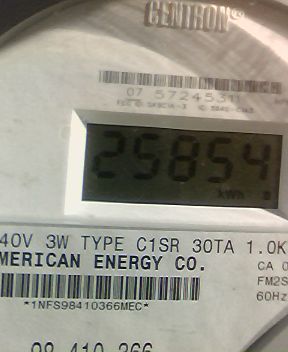 CENTRON®
07 57245311
25854
kWh
40V 3W TYPE C1SR 30TA 1.0K
MERICAN ENERGY CO.
CA 0
FM2S
60Hz
*1NFS98410366MEC*
98 410 366